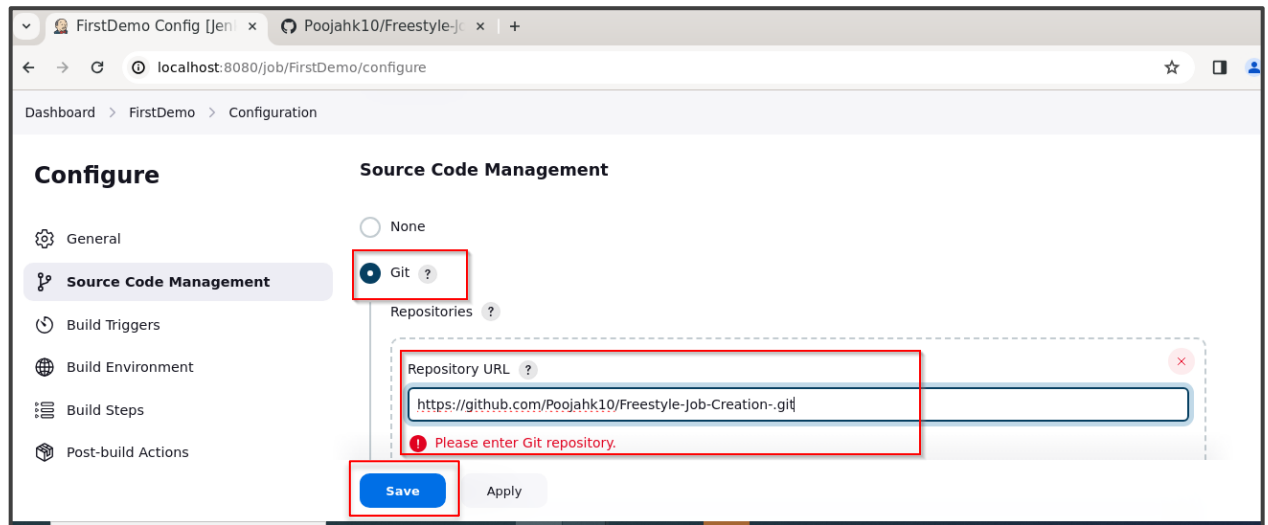 FirstDemo Config [Jen
Poojahk10/Freestyle-Jo
localhost:8080/job/FirstDemo/configure
Dashboard > FirstDemo > Configuration
Configure
General
Source Code Management
Build Triggers
Build Environment
Build Steps
Post-build Actions
Source Code Management
None
Git ?
Repositories ?
Repository URL ?
https://github.com/Poojahk10/Freestyle-Job-Creation-.git
Please enter Git repository.
Save Apply